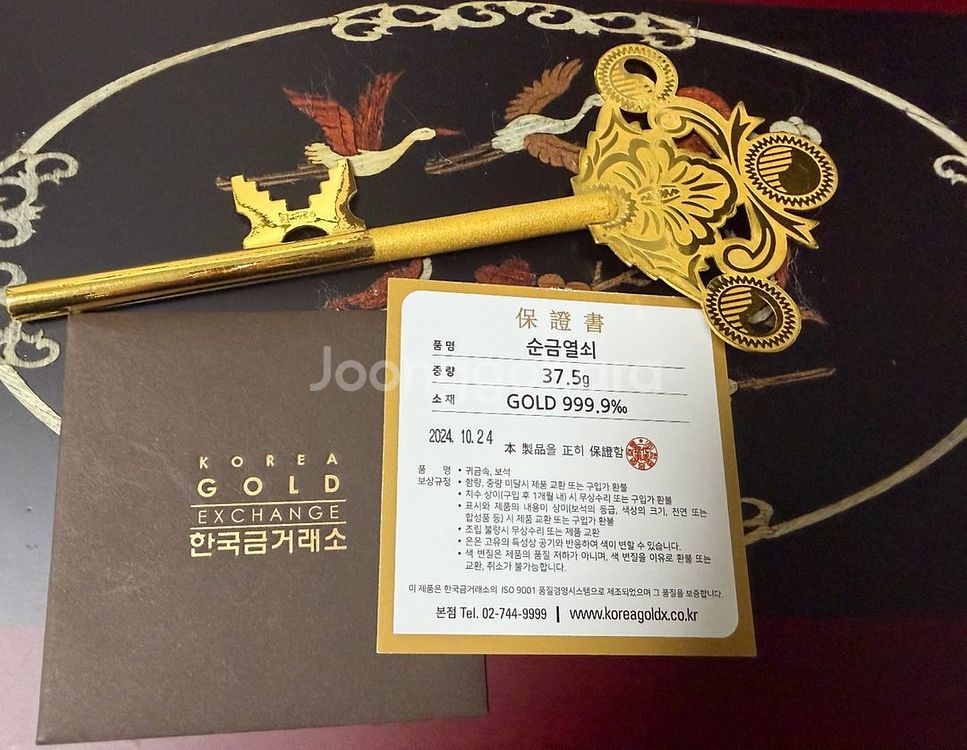 保證書
품명 순금열쇠
중량 37.5g
소재 GOLD 999.9‰
2024. 10. 24 本 製品을 正히 保證함
품명 • 귀금속, 보석
보상규정 • 함량, 중량 미달시 제품 교환 또는 구입가 환불
• 치수 상이(구입 후 1개월 내) 시 무상수리 또는 구입가 환불
• 표시와 제품의 내용이 상이(보석의 등급, 색상의 크기, 천연 또는
합성품 등) 시 제품 교환 또는 구입가 환불
• 조립 불량시 무상수리 또는 제품 교환
• 은은 고유의 특성상 공기와 반응하여 색이 변할 수 있습니다.
• 색 변질은 제품의 품질 저하가 아니며, 색 변질을 이유로 환불 또는
교환, 취소가 불가능합니다.
이 제품은 한국금거래소의 ISO 9001 품질경영시스템으로 제조되었으며 그 품질을 보증합니다.
본점 Tel. 02-744-9999 | www.koreagoldx.co.kr
KOREA
GOLD
EXCHANGE
한국금거래소
Joonggonara